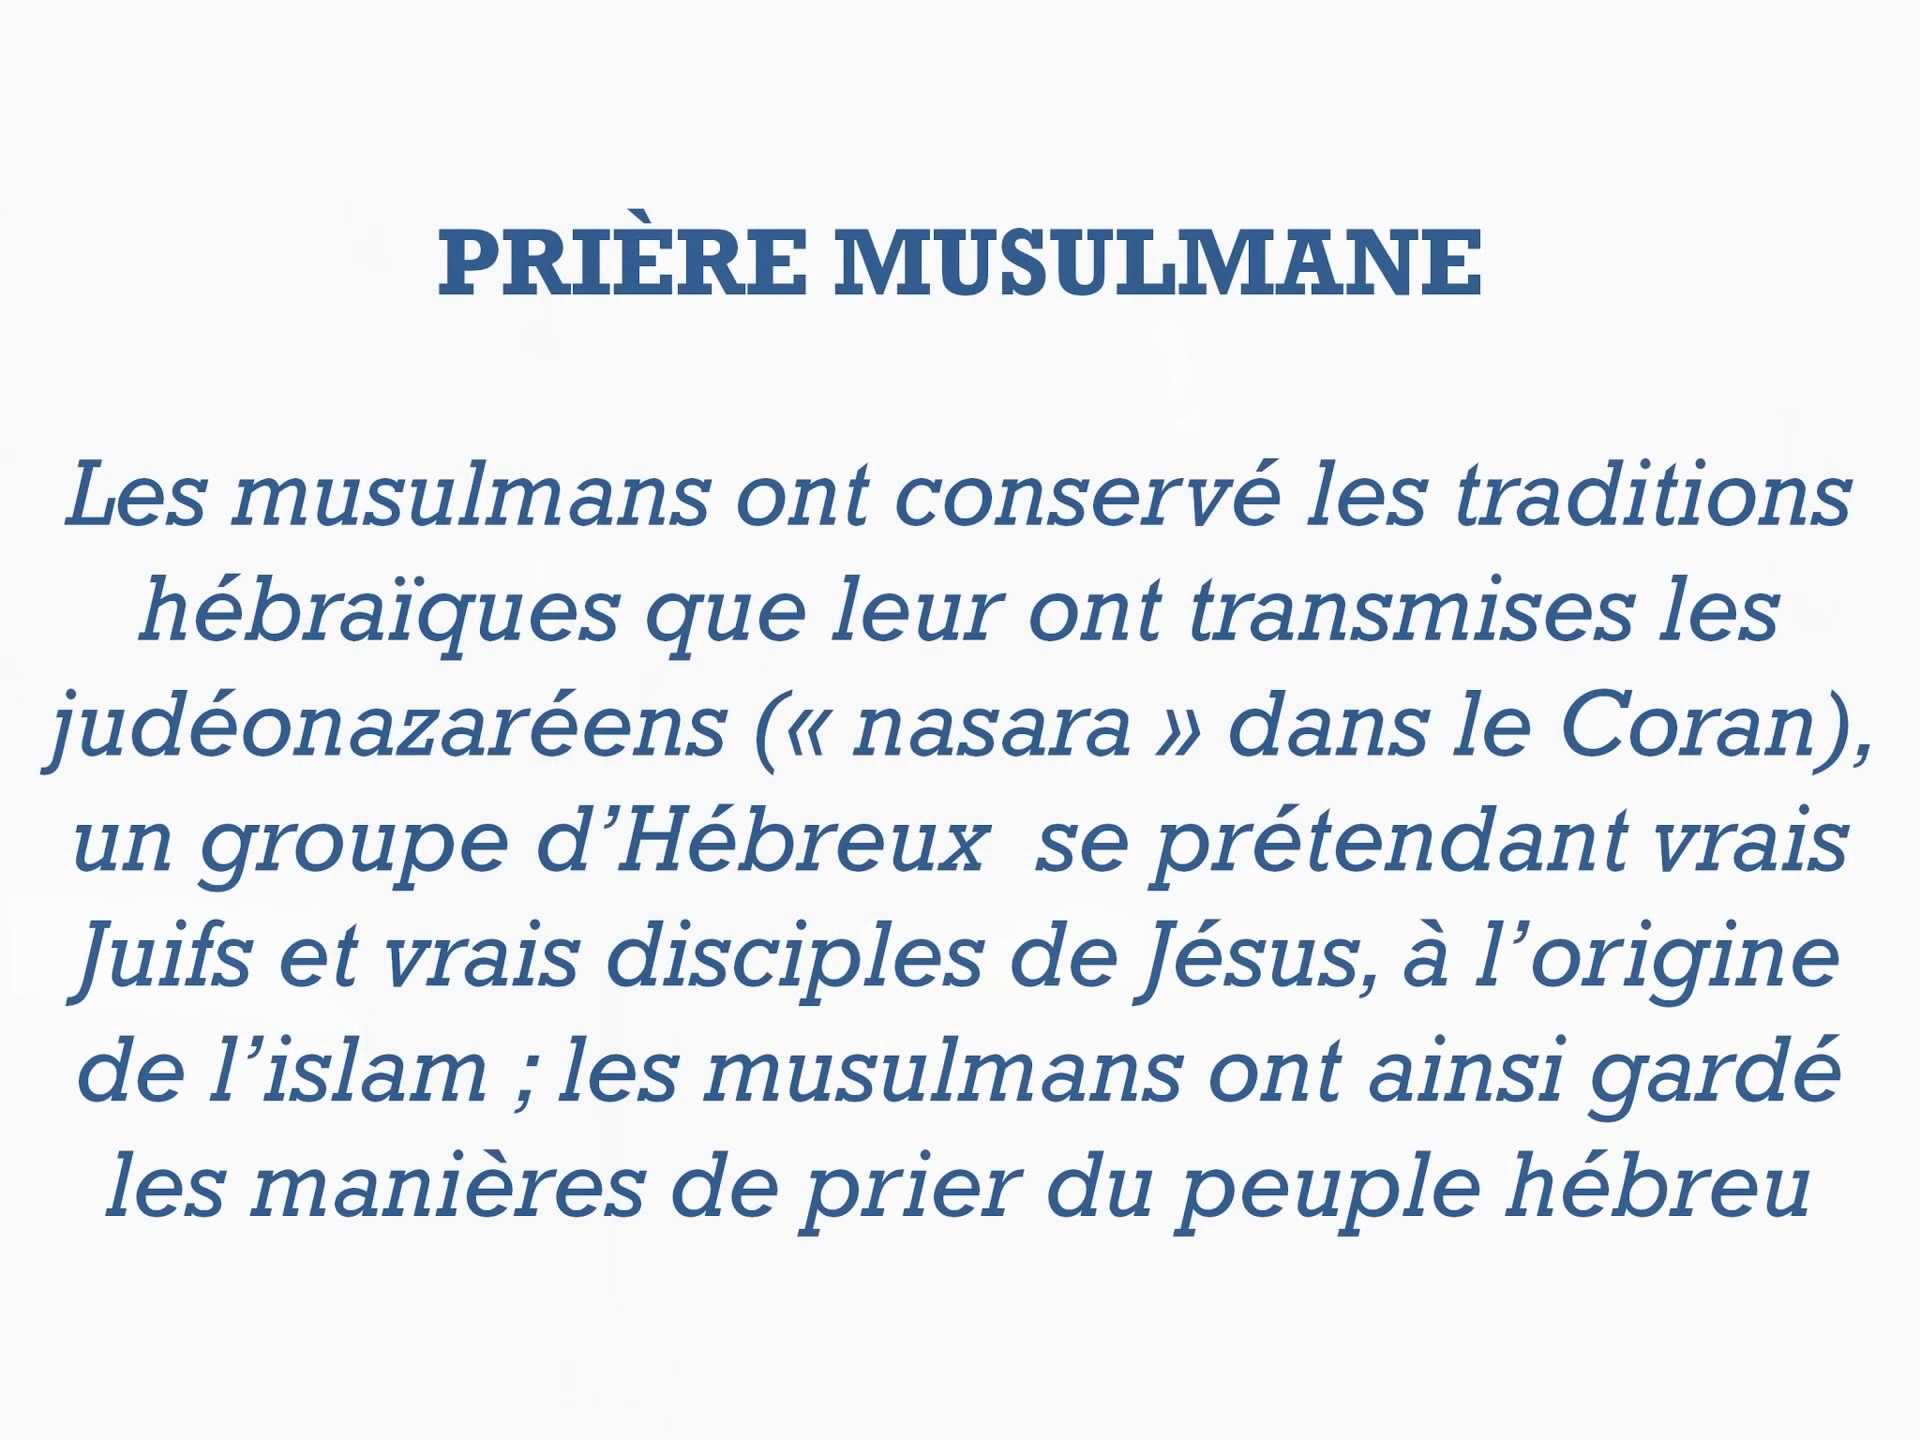 PRIÈRE MUSULMANE
Les musulmans ont conservé les traditions
hébraïques que leur ont transmises les
judéonazaréens (« nasara » dans le Coran),
un groupe d’Hébreux  se prétendant vrais
Juifs et vrais disciples de Jésus, à l’origine
de l’islam ; les musulmans ont ainsi gardé
les manières de prier du peuple hébreu